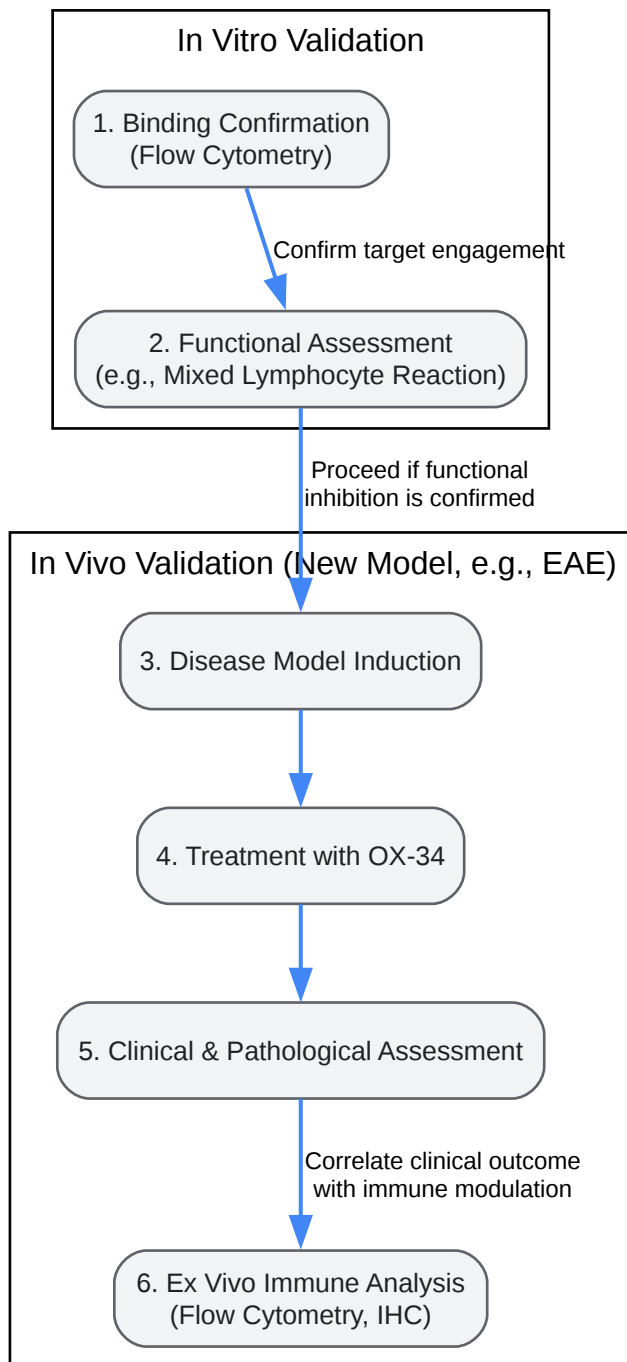 In Vitro Validation
1. Binding Confirmation
(Flow Cytometry)
Confirm target engagement
2. Functional Assessment
(e.g., Mixed Lymphocyte Reaction)
Proceed if functional
inhibition is confirmed
In Vivo Validation (New Model, e.g., EAE)
3. Disease Model Induction
4. Treatment with OX-34
5. Clinical & Pathological Assessment
Correlate clinical outcome
with immune modulation
6. Ex Vivo Immune Analysis
(Flow Cytometry, IHC)